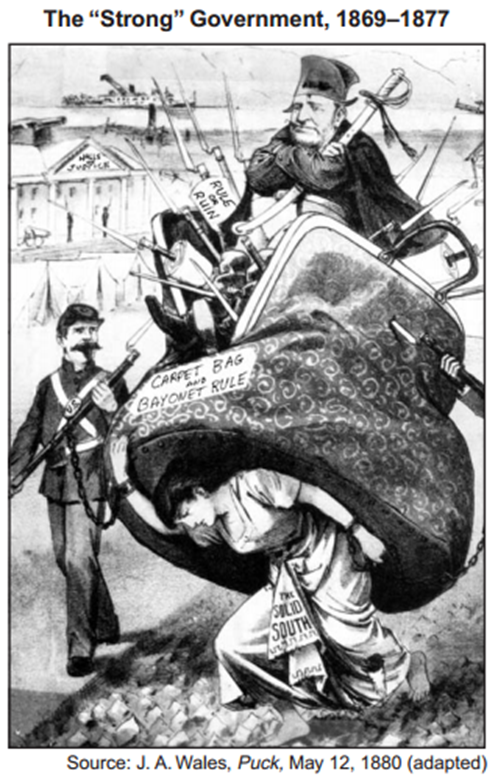 The “Strong” Government, 1869–1877
HALLS
OF
JUSTICE
RULE
OR
RUIN
CARPET BAG
AND
BAYONET RULE
U.S.
THE
SOLID
SOUTH
Source: J. A. Wales, Puck, May 12, 1880 (adapted)